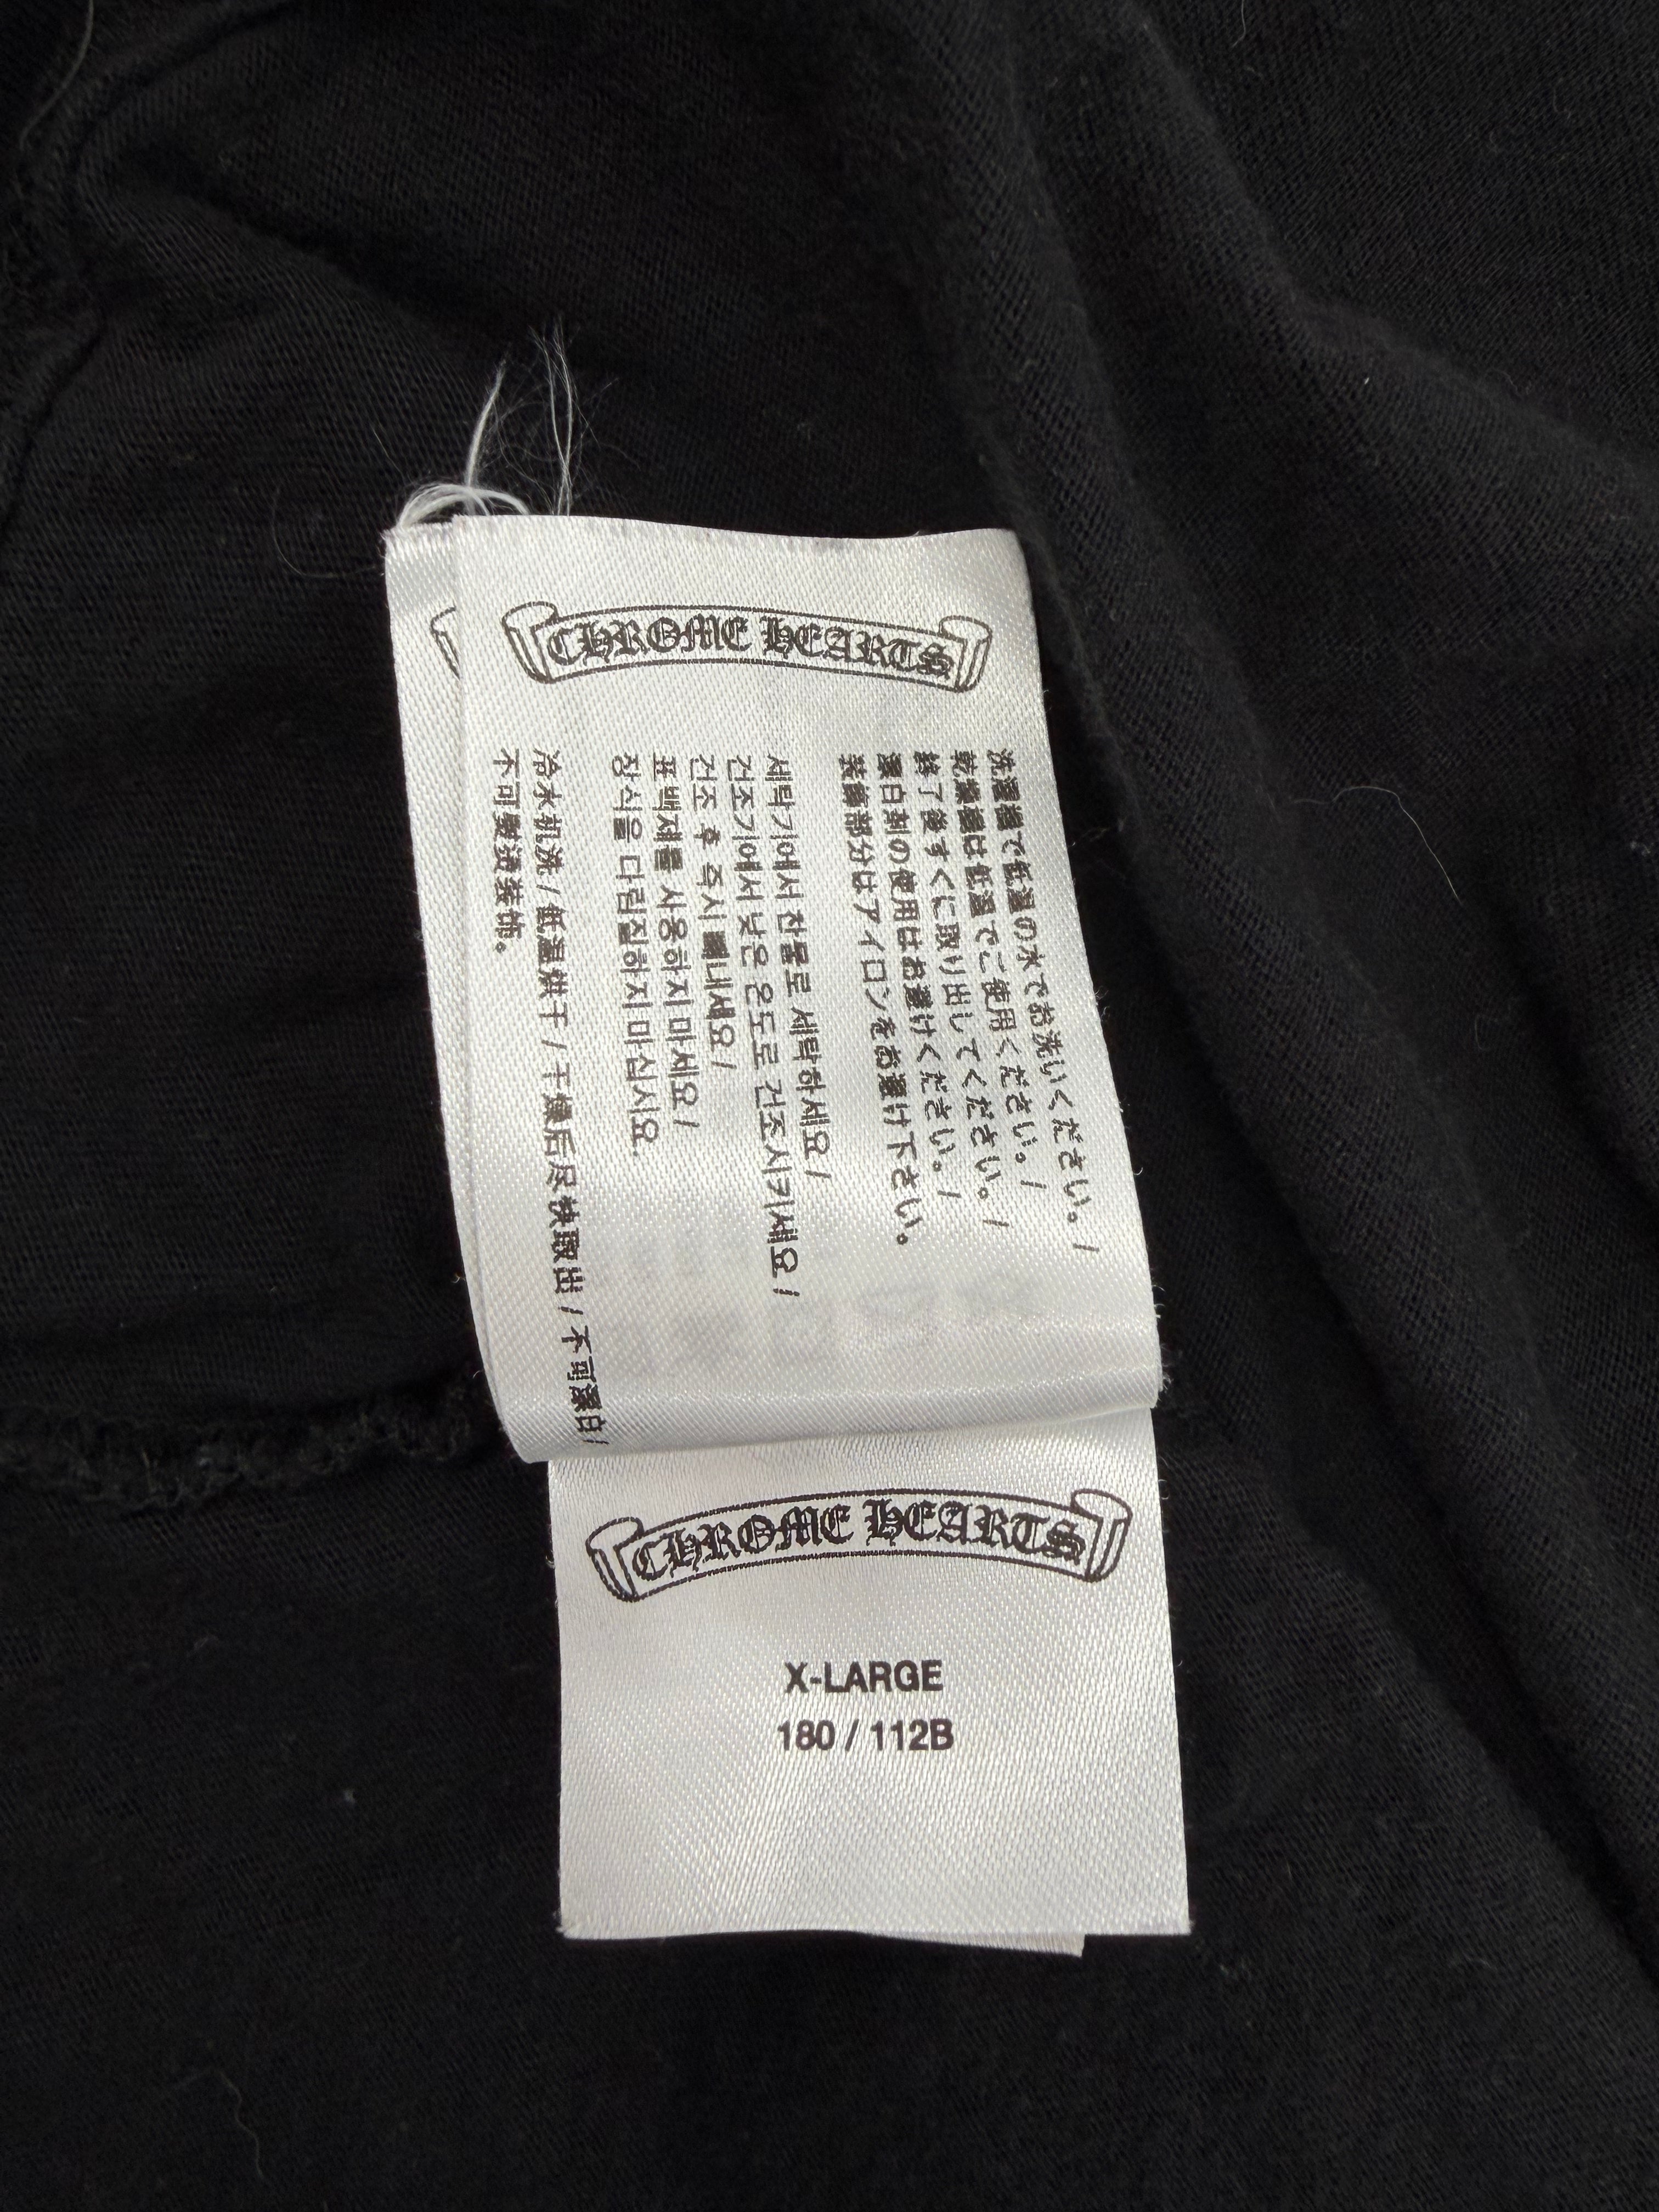 CHROME HEARTS
洗濯機で低温の水でお洗いください。/
乾燥機は低温でご使用ください。/
終了後すぐに取り出してください。/
漂白剤の使用はお避けください。/
装飾部分はアイロンをお避け下さい。
세탁기에서 찬물로 세탁하세요 /
건조기에서 낮은 온도로 건조시키세요 /
건조 후 즉시 빼내세요 /
표백제를 사용하지 마세요 /
장식을 다림질하지 마십시요.
冷水机洗 / 低温烘干 / 干燥后尽快取出 / 不可漂白 /
不可熨烫装饰。
CHROME HEARTS
X-LARGE
180 / 112B